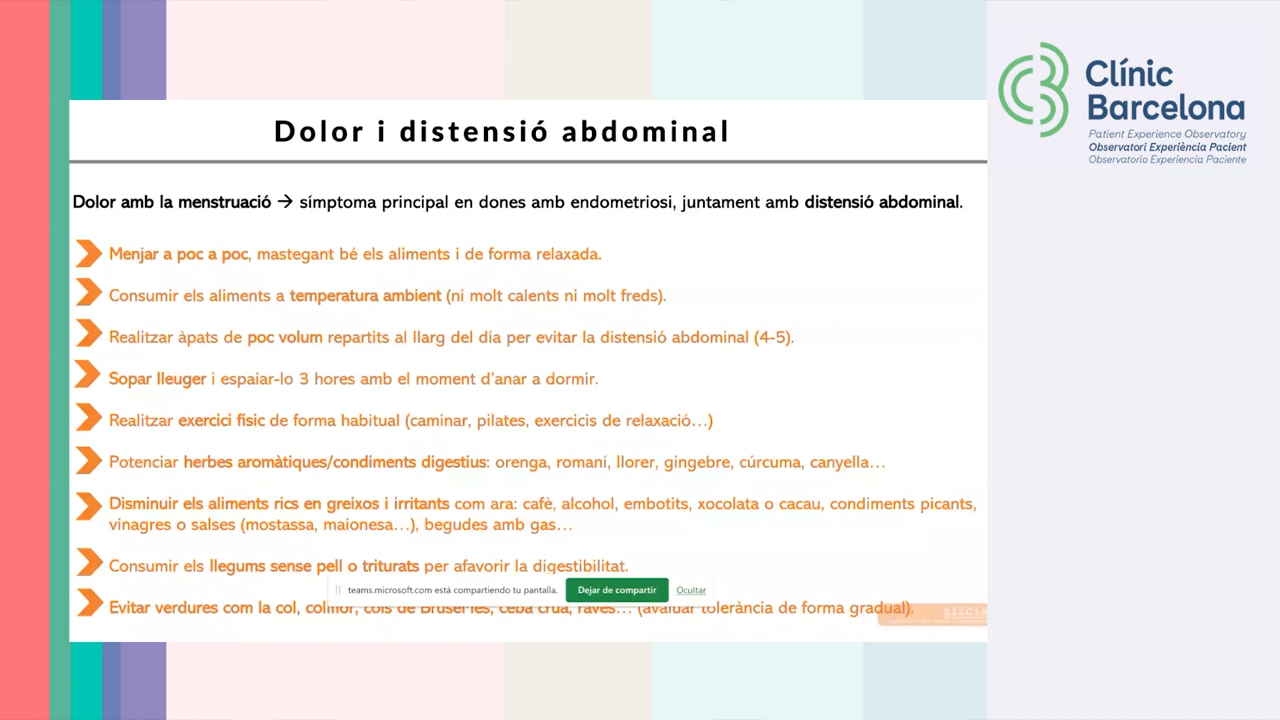 Clínic
Barcelona
Patient Experience Observatory
Observatori Experiència Pacient
Observatorio Experiencia Paciente
Dolor i distensió abdominal
Dolor amb la menstruació → símptoma principal en dones amb endometriosi, juntament amb distensió abdominal.
Menjar a poc a poc, mastegant bé els aliments i de forma relaxada.
Consumir els aliments a temperatura ambient (ni molt calents ni molt freds).
Realitzar àpats de poc volum repartits al llarg del día per evitar la distensió abdominal (4-5).
Sopar lleuger i espaiar-lo 3 hores amb el moment d'anar a dormir.
Realitzar exercici físic de forma habitual (caminar, pilates, exercicis de relaxació...)
Potenciar herbes aromàtiques/condiments digestius: orenga, romaní, llorer, gingebre, cúrcuma, canyella...
Disminuir els aliments rics en greixos i irritants com ara: cafè, alcohol, embotits, xocolata o cacau, condiments picants,
vinagres o salses (mostassa, maionesa...), begudes amb gas...
Consumir els llegums sense pell o triturats per afavorir la digestibilitat.
teams.microsoft.com está compartiendo tu pantalla. Dejar de compartir Ocultar
Evitar verdures com la col, coliflor, cols de Bruseŀles, ceba crua, raves... (avaluar tolerància de forma gradual).
alícia